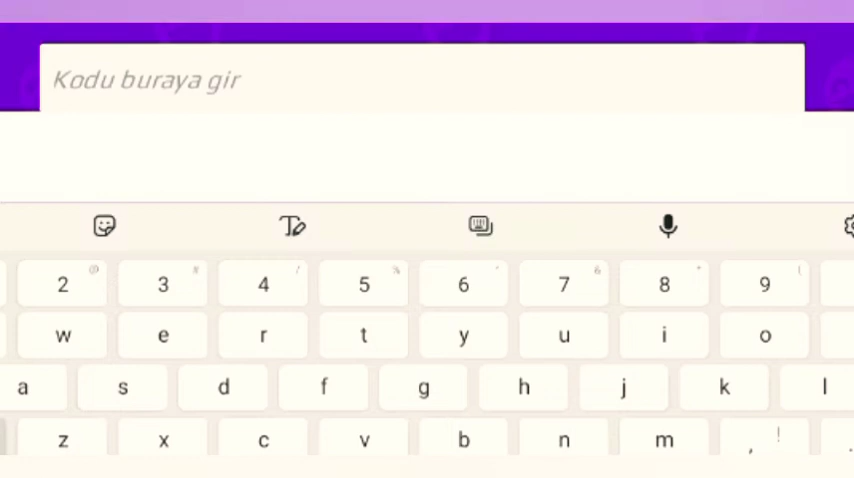 Kodu buraya gir
2 @ 3 # 4 / 5 % 6 7 & 8 * 9 (
w e r t y u i o
a s d f g h j k l
z x c v b n m , !